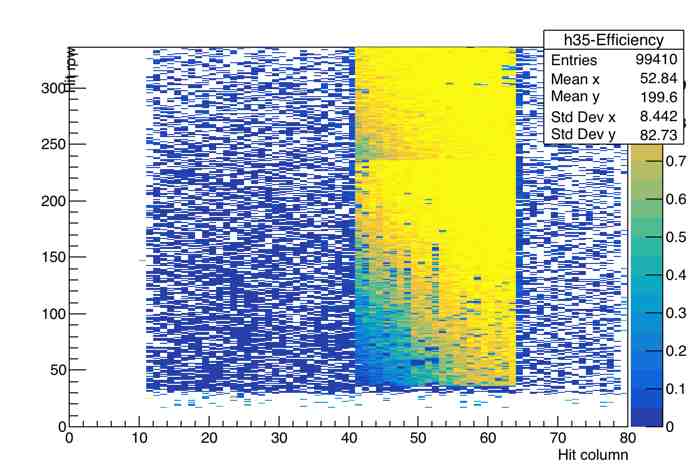 h35-Efficiency
Entries 99410
Mean x 52.84
Mean y 199.6
Std Dev x 8.442
Std Dev y 82.73
300
250
200
150
100
50
0
0 10 20 30 40 50 60 70 80
Hit column
0.7
0.6
0.5
0.4
0.3
0.2
0.1
0